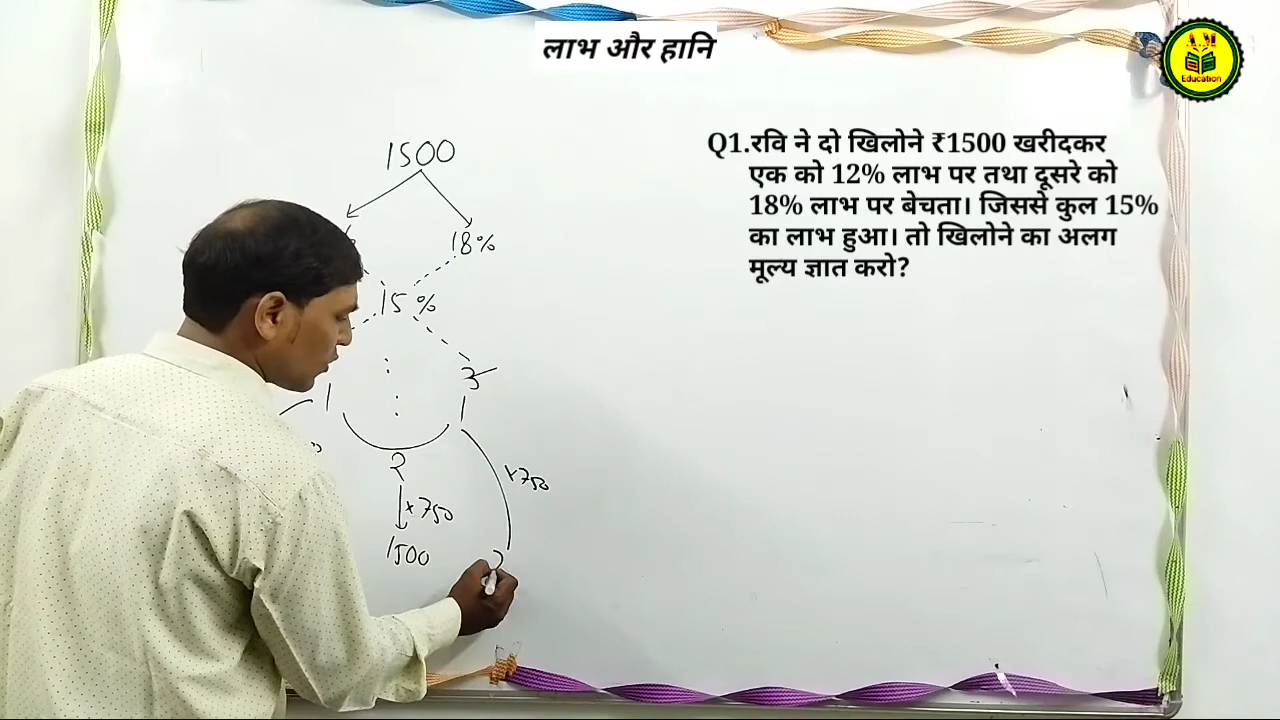 लाभ और हानि
A.M
Education
Q1.रवि ने दो खिलोने ₹1500 खरीदकर
एक को 12% लाभ पर तथा दूसरे को
18% लाभ पर बेचता। जिससे कुल 15%
का लाभ हुआ। तो खिलोने का अलग
मूल्य ज्ञात करो?
1500
18%
15%
3
1
1
2
×750
×750
1500